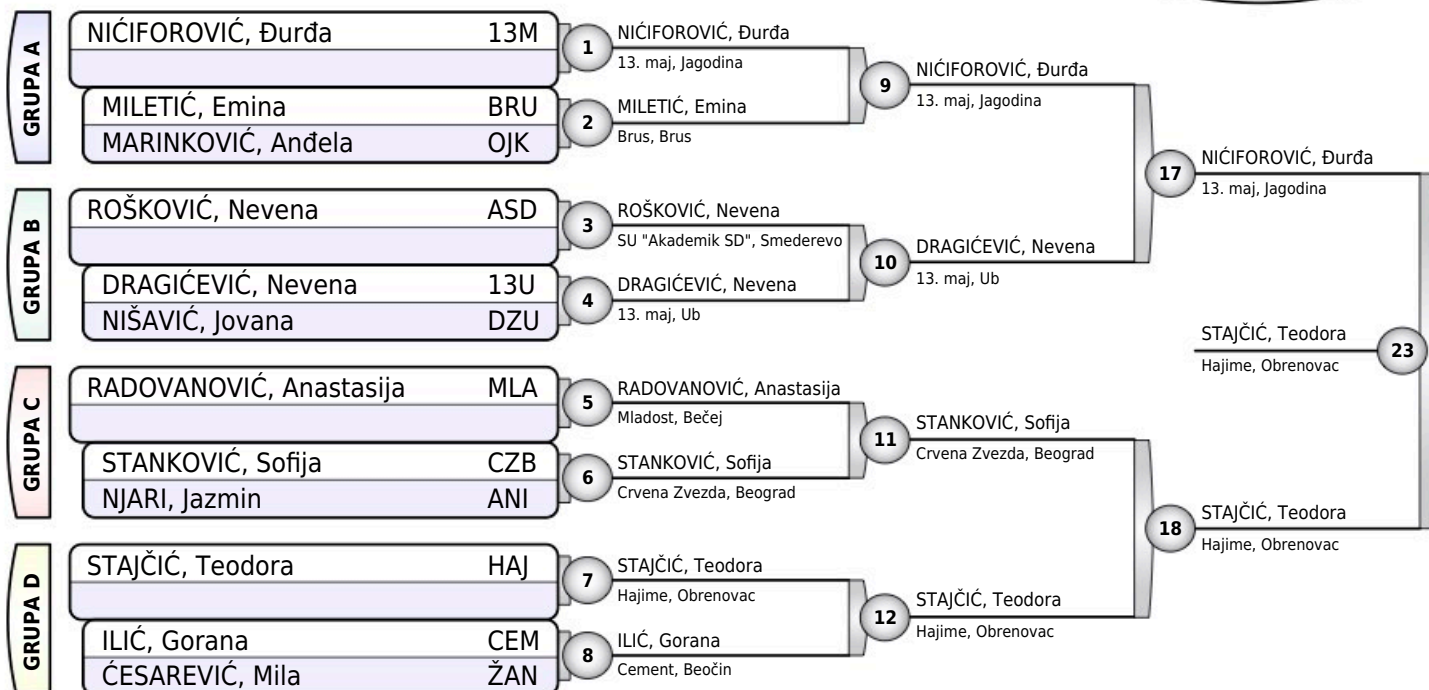 GRUPA A
NIĆIFOROVIĆ, Đurđa 13M
MILETIĆ, Emina BRU
MARINKOVIĆ, Anđela OJK
1
NIĆIFOROVIĆ, Đurđa
13. maj, Jagodina
2
MILETIĆ, Emina
Brus, Brus
9
NIĆIFOROVIĆ, Đurđa
13. maj, Jagodina
GRUPA B
ROŠKOVIĆ, Nevena ASD
DRAGIĆEVIĆ, Nevena 13U
NIŠAVIĆ, Jovana DZU
3
ROŠKOVIĆ, Nevena
SU "Akademik SD", Smederevo
4
DRAGIĆEVIĆ, Nevena
13. maj, Ub
10
DRAGIĆEVIĆ, Nevena
13. maj, Ub
17
NIĆIFOROVIĆ, Đurđa
13. maj, Jagodina
GRUPA C
RADOVANOVIĆ, Anastasija MLA
STANKOVIĆ, Sofija CZB
NJARI, Jazmin ANI
5
RADOVANOVIĆ, Anastasija
Mladost, Bečej
6
STANKOVIĆ, Sofija
Crvena Zvezda, Beograd
11
STANKOVIĆ, Sofija
Crvena Zvezda, Beograd
GRUPA D
STAJČIĆ, Teodora HAJ
ILIĆ, Gorana CEM
ĆESAREVIĆ, Mila ŽAN
7
STAJČIĆ, Teodora
Hajime, Obrenovac
8
ILIĆ, Gorana
Cement, Beočin
12
STAJČIĆ, Teodora
Hajime, Obrenovac
18
STAJČIĆ, Teodora
Hajime, Obrenovac
STAJČIĆ, Teodora
Hajime, Obrenovac
23